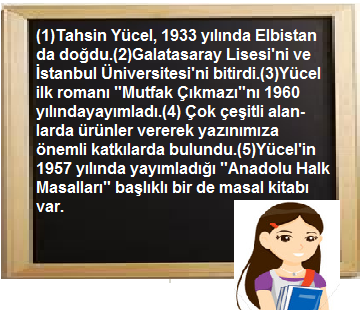 (1)Tahsin Yücel, 1933 yılında Elbistan
da doğdu.(2)Galatasaray Lisesi'ni ve
İstanbul Üniversitesi'ni bitirdi.(3)Yücel
ilk romanı "Mutfak Çıkmazı"nı 1960
yılındayayımladı.(4) Çok çeşitli alan-
larda ürünler vererek yazınımıza
önemli katkılarda bulundu.(5)Yücel'in
1957 yılında yayımladığı "Anadolu Halk
Masalları" başlıklı bir de masal kitabı
var.